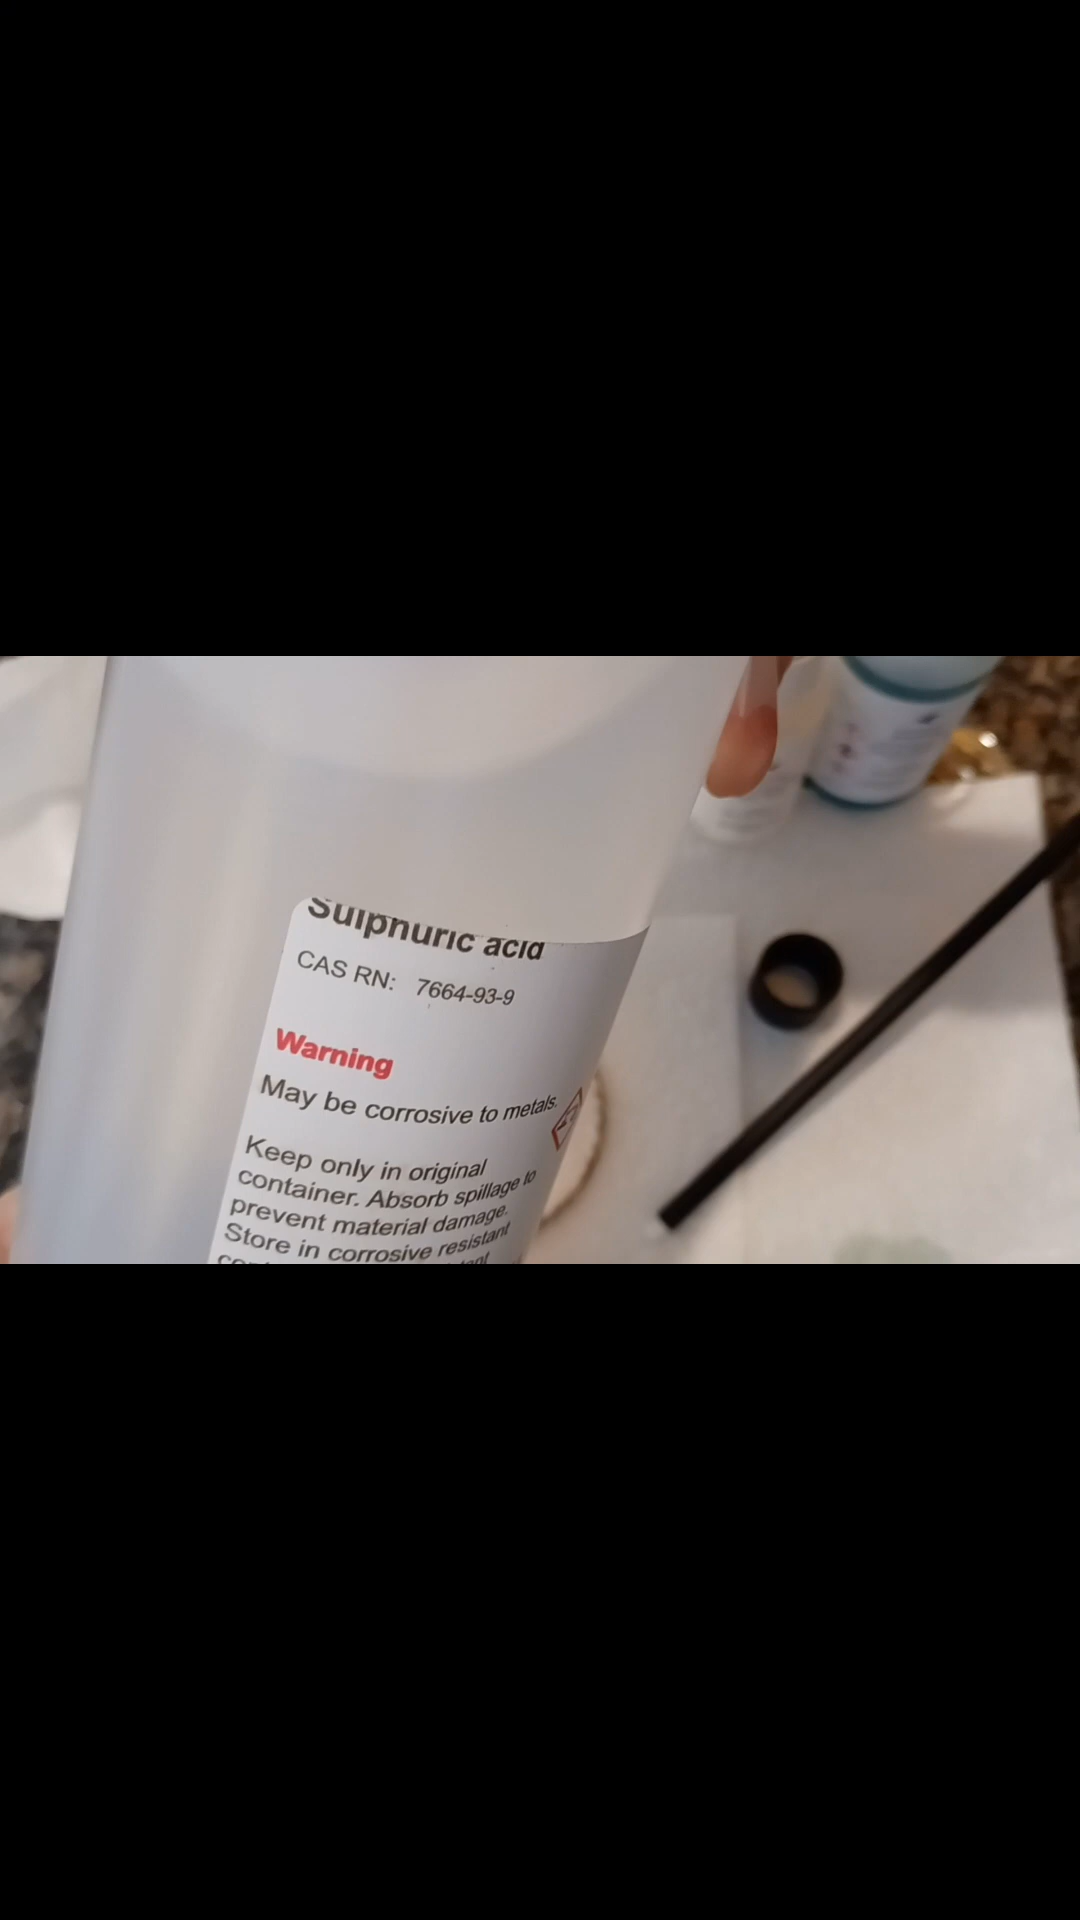 Sulphuric acid
CAS RN: 7664-93-9
Warning
May be corrosive to metals.
Keep only in original
container. Absorb spillage to
prevent material damage.
Store in corrosive resistant